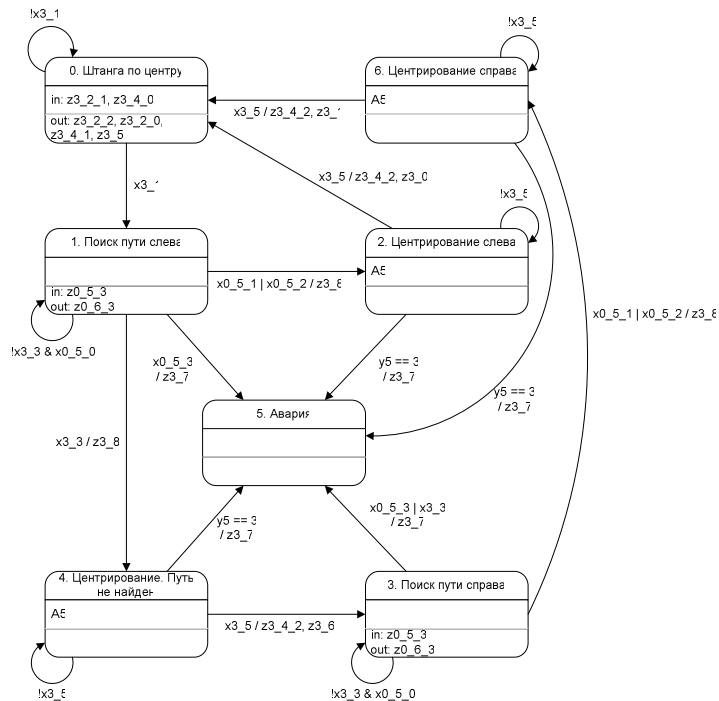 !x3_1
!x3_5
0. Штанга по центру
6. Центрирование справа
in: z3_2_1, z3_4_0
A5
out: z3_2_2, z3_2_0,
z3_4_1, z3_5
x3_5 / z3_4_2, z3_1
x3_5 / z3_4_2, z3_0
x3_1
!x3_5
1. Поиск пути слева
2. Центрирование слева
A5
x0_5_1 | x0_5_2 / z3_8
in: z0_5_3
out: z0_6_3
x0_5_1 | x0_5_2 / z3_8
!x3_3 & x0_5_0
x0_5_3
/ z3_7
y5 == 3
/ z3_7
y5 == 3
/ z3_7
5. Авария
x3_3 / z3_8
x0_5_3 | x3_3
/ z3_7
y5 == 3
/ z3_7
4. Центрирование. Путь
не найден
3. Поиск пути справа
A5
x3_5 / z3_4_2, z3_6
in: z0_5_3
out: z0_6_3
!x3_5
!x3_3 & x0_5_0